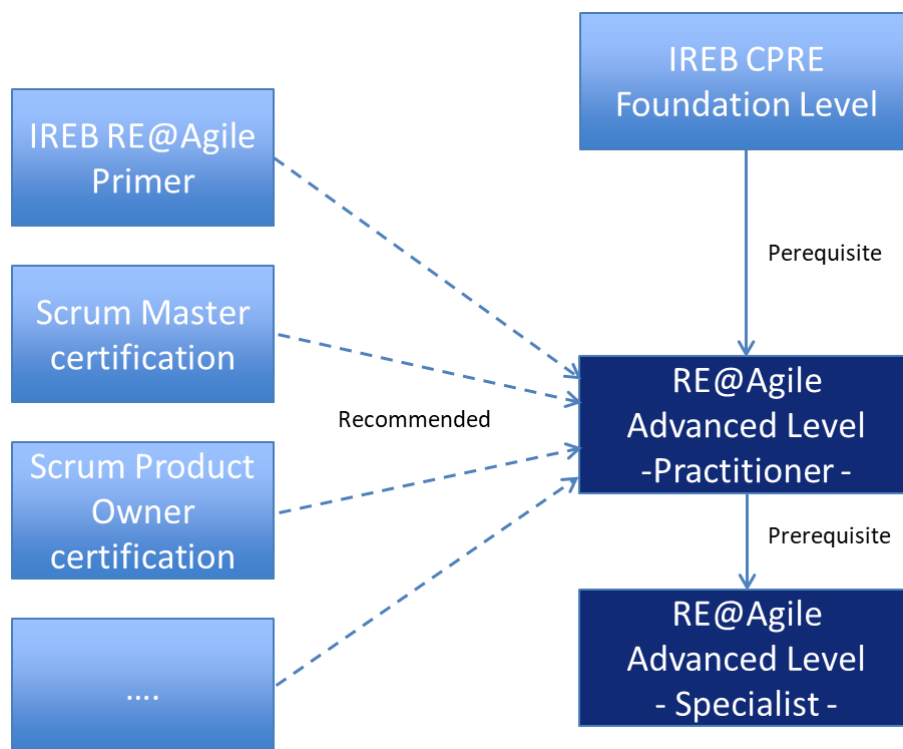 IREB CPRE
Foundation Level
IREB RE@Agile
Primer
Perequisite
Scrum Master
certification
Recommended
RE@Agile
Advanced Level
-Practitioner -
Scrum Product
Owner
certification
Prerequisite
RE@Agile
Advanced Level
- Specialist -
....